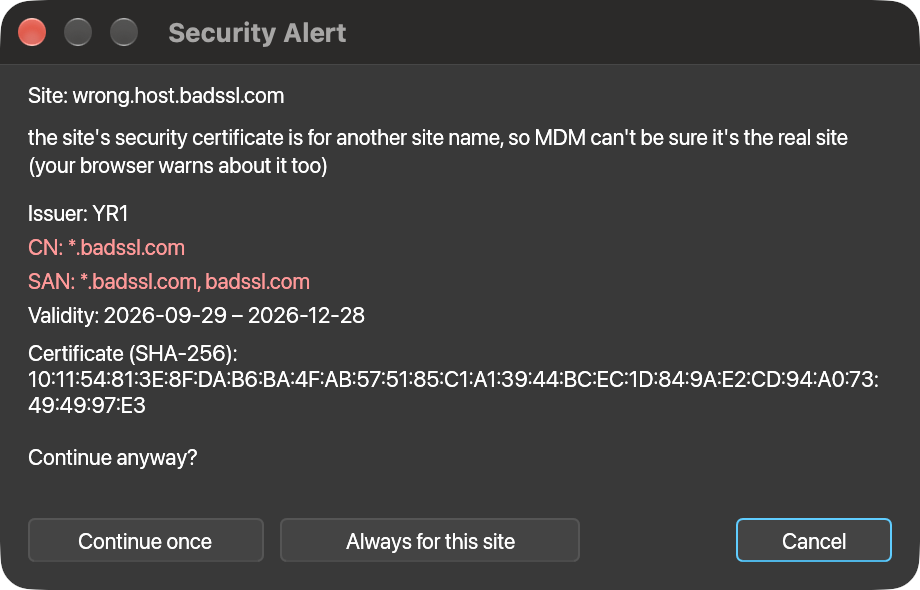 Security Alert
Site: wrong.host.badssl.com
the site's security certificate is for another site name, so MDM can't be sure it's the real site
(your browser warns about it too)
Issuer: YR1
CN: *.badssl.com
SAN: *.badssl.com, badssl.com
Validity: 2026-09-29 – 2026-12-28
Certificate (SHA-256):
10:11:54:81:3E:8F:DA:B6:BA:4F:AB:57:51:85:C1:A1:39:44:BC:EC:1D:84:9A:E2:CD:94:A0:73:
49:49:97:E3
Continue anyway?
Continue once
Always for this site
Cancel